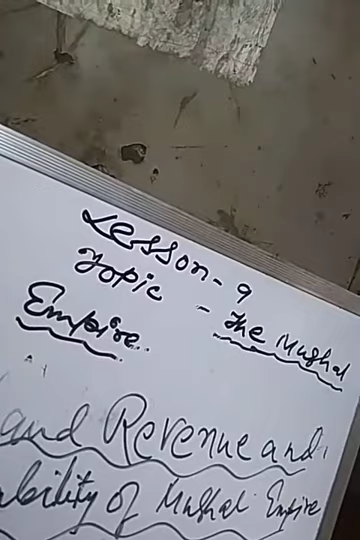 Lesson-9
Topic - The Mughal
Empire
and Revenue and
bility of Mughal Empire